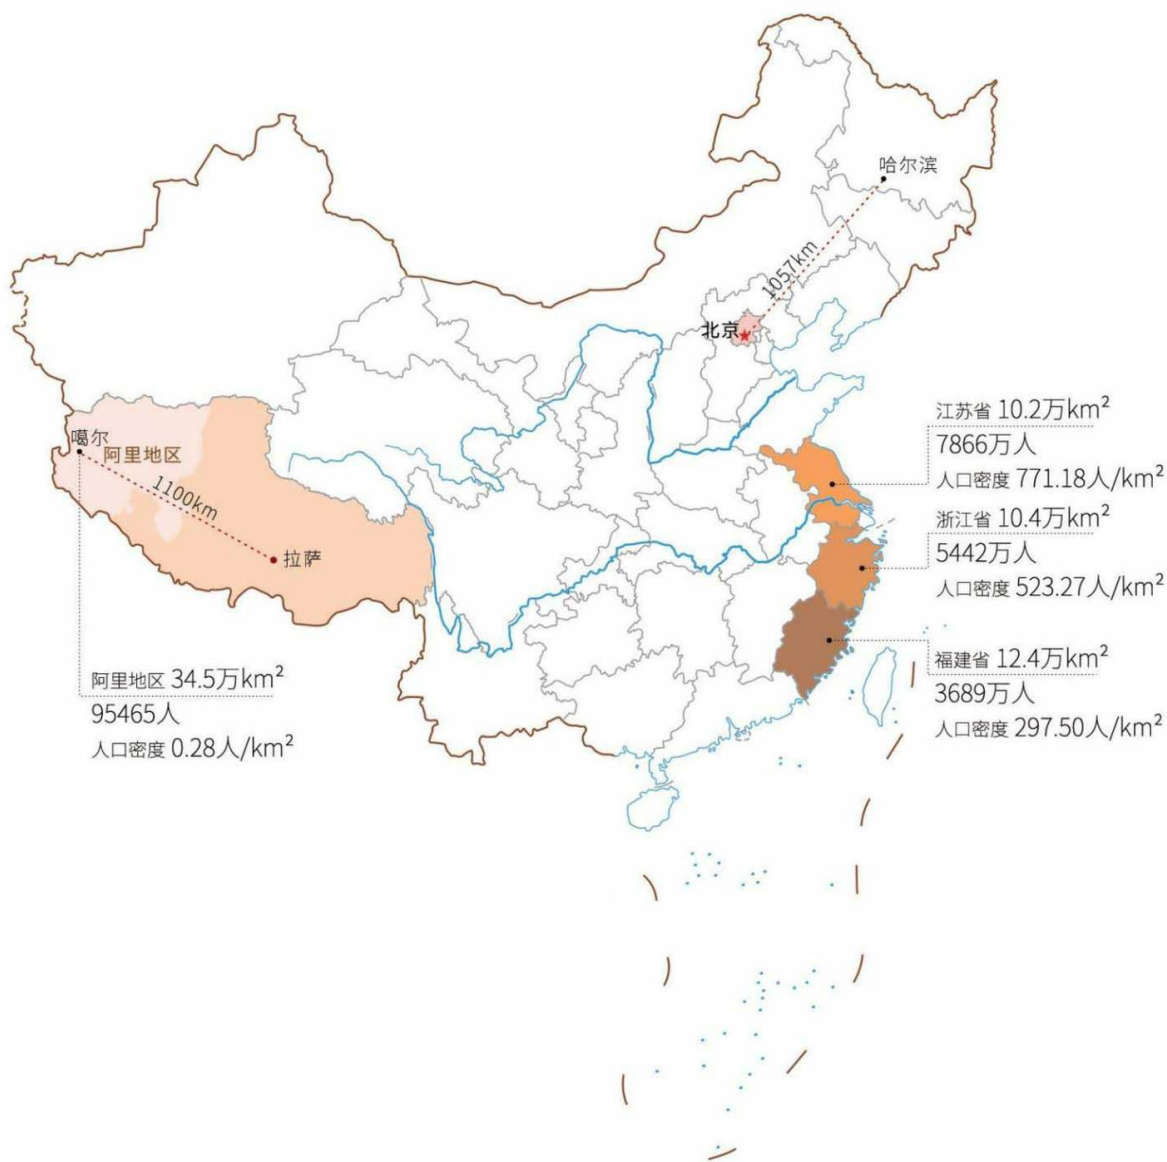 哈尔滨
1057km
北京
江苏省 10.2万km²
7866万人
人口密度 771.18人/km²
噶尔
阿里地区
1100km
浙江省 10.4万km²
5442万人
人口密度 523.27人/km²
拉萨
福建省 12.4万km²
3689万人
人口密度 297.50人/km²
阿里地区 34.5万km²
95465人
人口密度 0.28人/km²